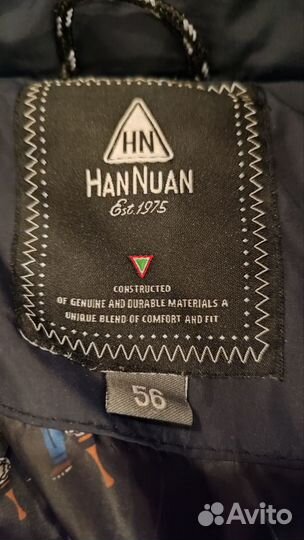 HN
HANNUAN
Est.1975
CONSTRUCTED
OF GENUINE AND DURABLE MATERIALS A
UNIQUE BLEND OF COMFORT AND FIT
56
Avito